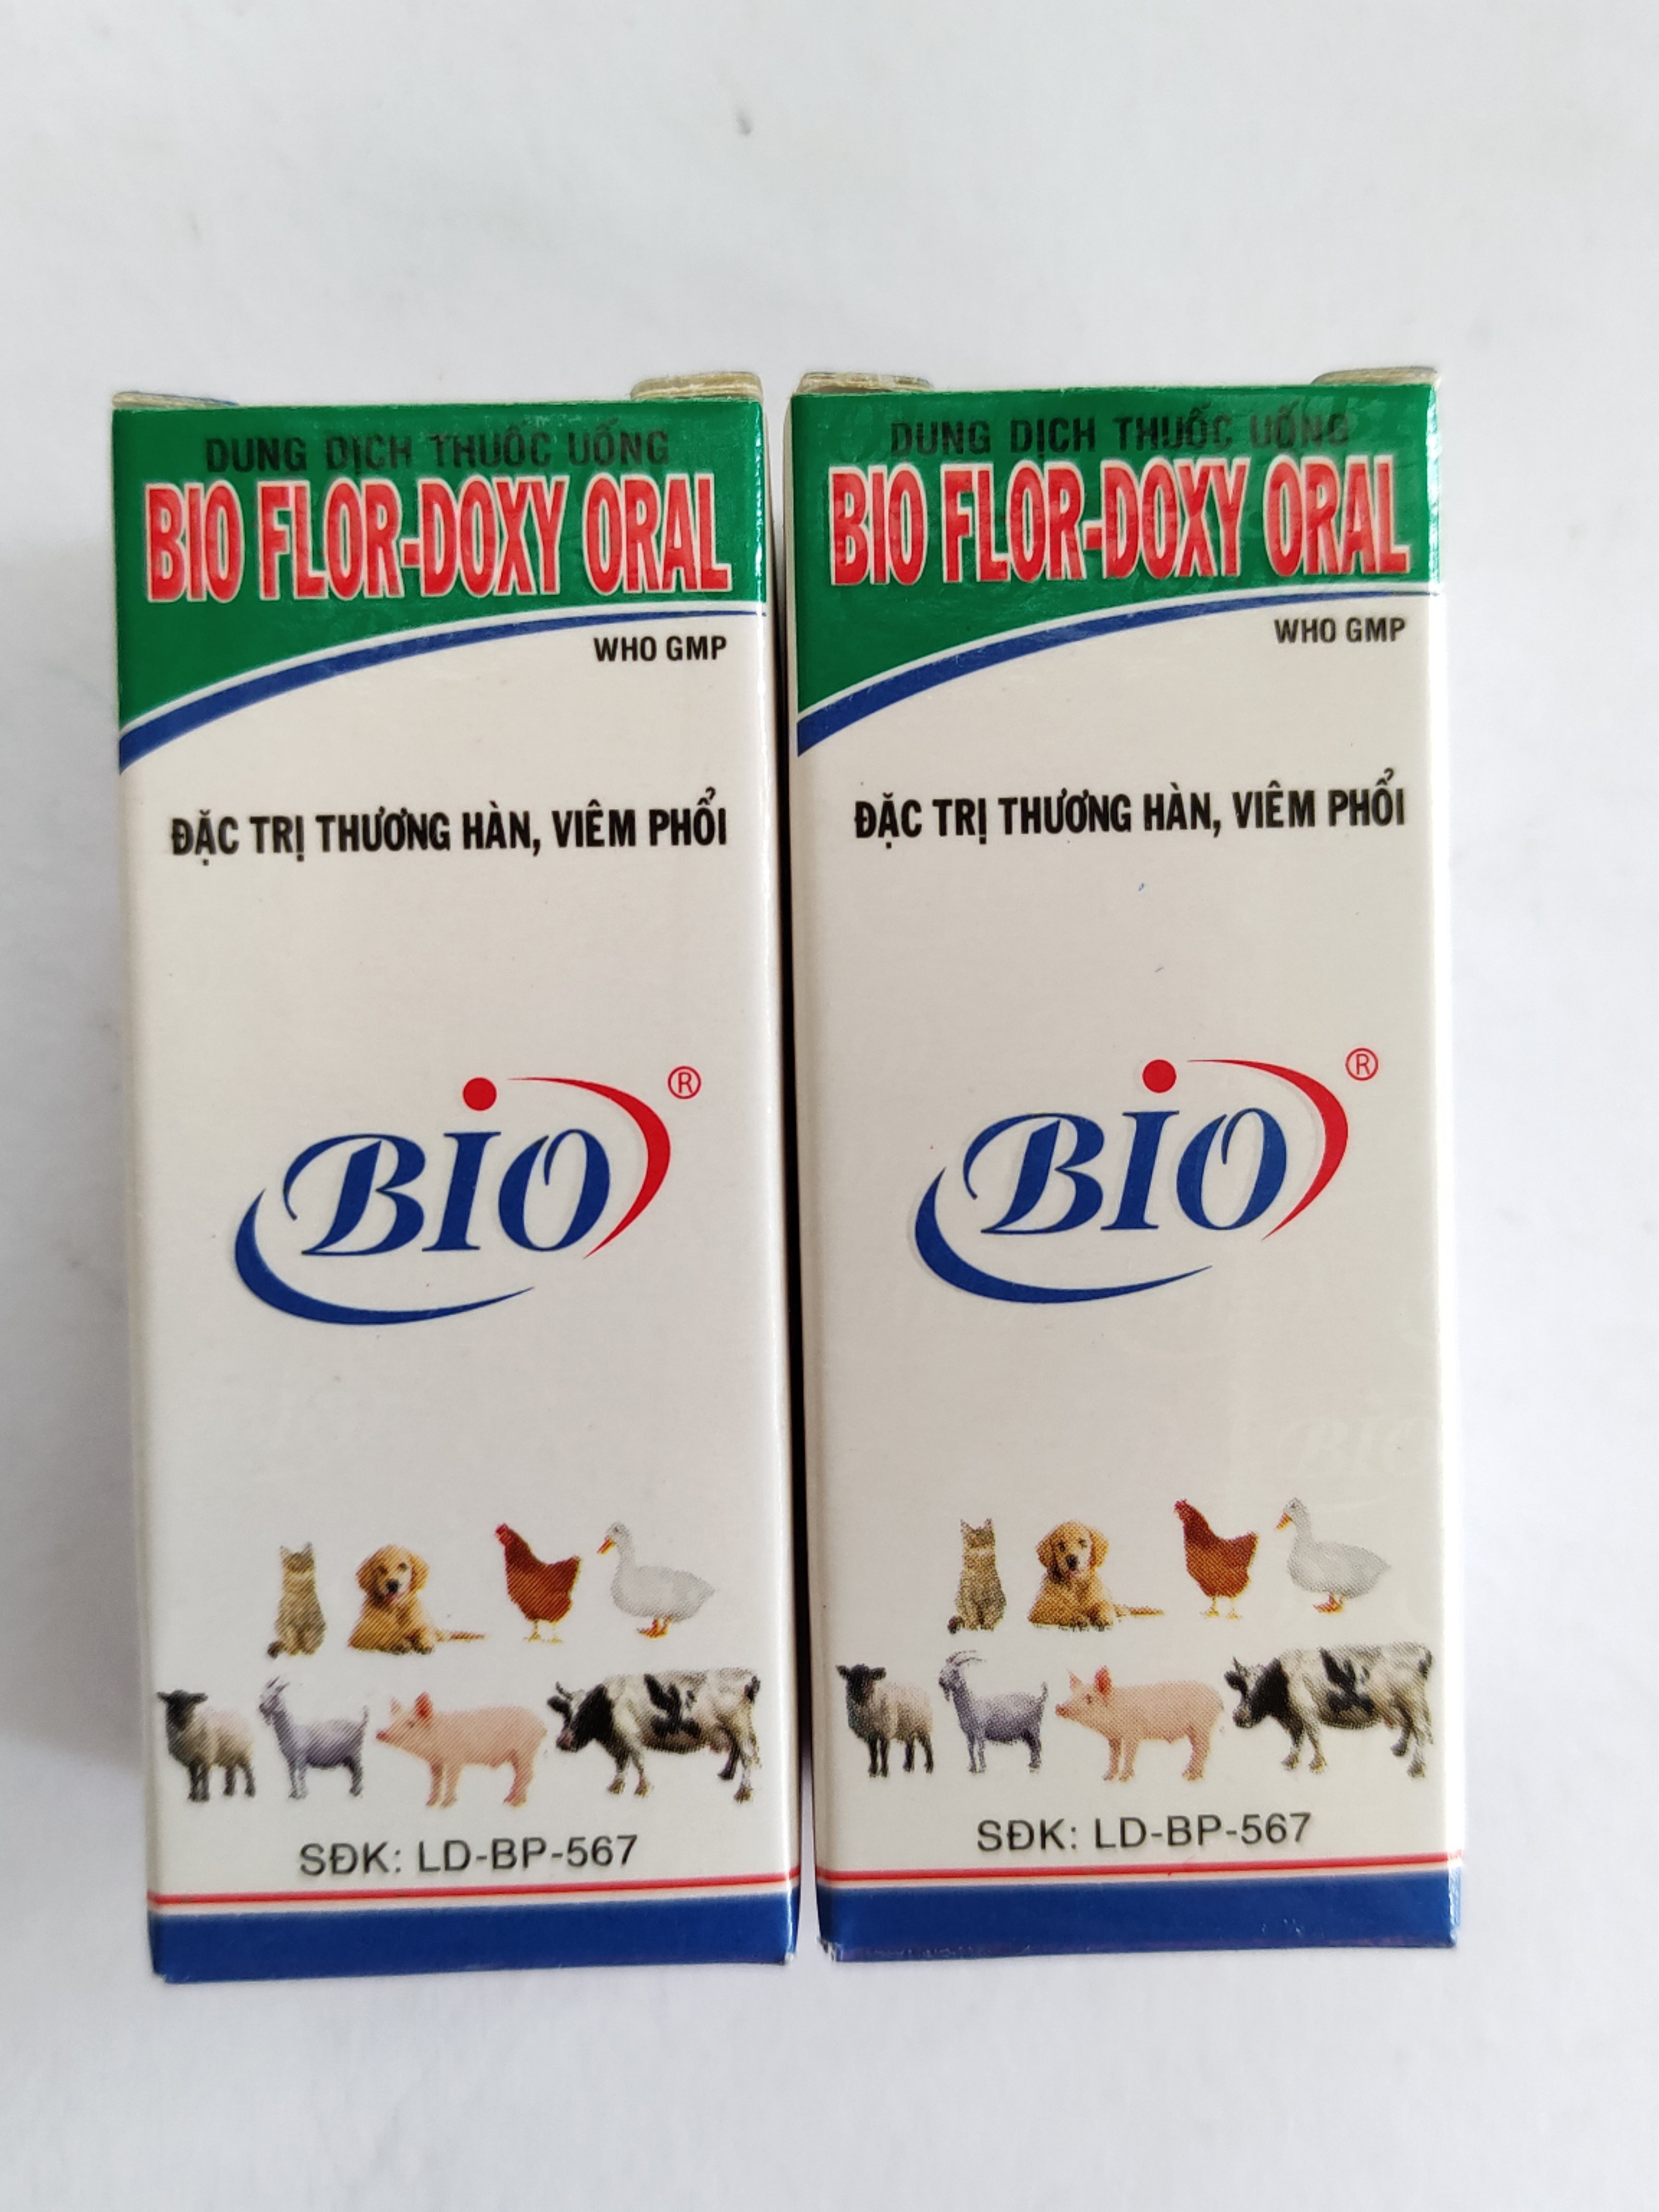 DUNG DỊCH THUỐC UỐNG
BIO FLOR-DOXY ORAL
WHO GMP
ĐẶC TRỊ THƯƠNG HÀN, VIÊM PHỔI
BIO®
SĐK: LD-BP-567
DUNG DỊCH THUỐC UỐNG
BIO FLOR-DOXY ORAL
WHO GMP
ĐẶC TRỊ THƯƠNG HÀN, VIÊM PHỔI
BIO®
SĐK: LD-BP-567